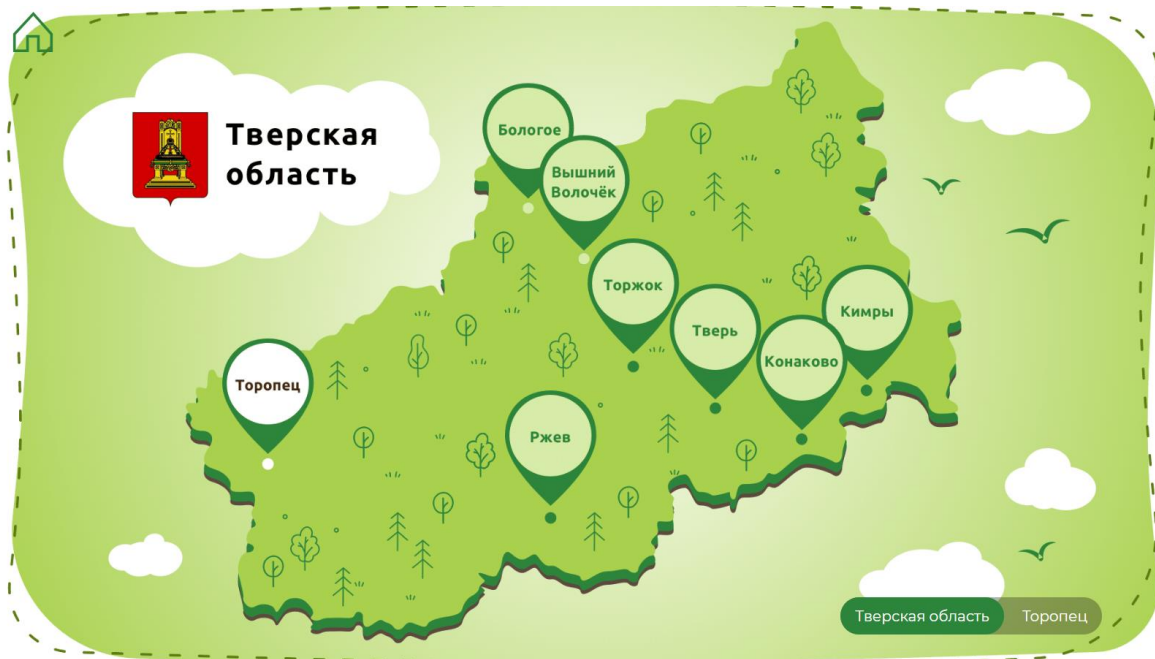 Тверская
область
Бологое
Вышний
Волочёк
Торжок
Тверь
Кимры
Конаково
Торопец
Ржев
Тверская область
Торопец